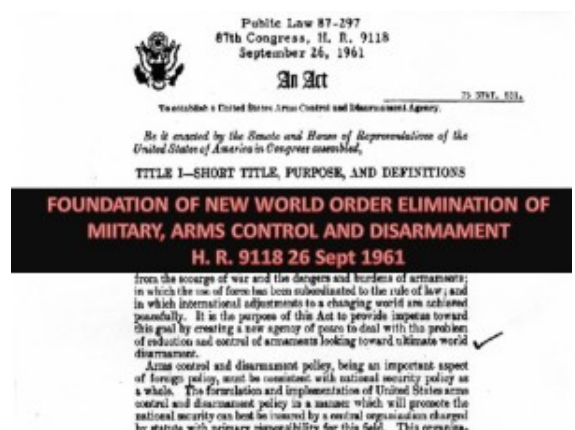 Public Law 87-297
87th Congress, H. R. 9118
September 26, 1961
An Act
75 STAT. 631.
To establish a United States Arms Control and Disarmament Agency.
Be it enacted by the Senate and House of Representatives of the
United States of America in Congress assembled,
TITLE I—SHORT TITLE, PURPOSE, AND DEFINITIONS
FOUNDATION OF NEW WORLD ORDER ELIMINATION OF
MIITARY, ARMS CONTROL AND DISARMAMENT
H. R. 9118 26 Sept 1961
from the scourge of war and the dangers and burdens of armaments;
in which the use of force has been subordinated to the rule of law; and
in which international adjustments to a changing world are achieved
peacefully. It is the purpose of this Act to provide impetus toward
this goal by creating a new agency of peace to deal with the problem
of reduction and control of armaments looking toward ultimate world
disarmament.
Arms control and disarmament policy, being an important aspect
of foreign policy, must be consistent with national security policy as
a whole. The formulation and implementation of United States arms
control and disarmament policy in a manner which will promote the
national security can best be insured by a central organization charged
by statute with primary responsibility for this field. This organiza-